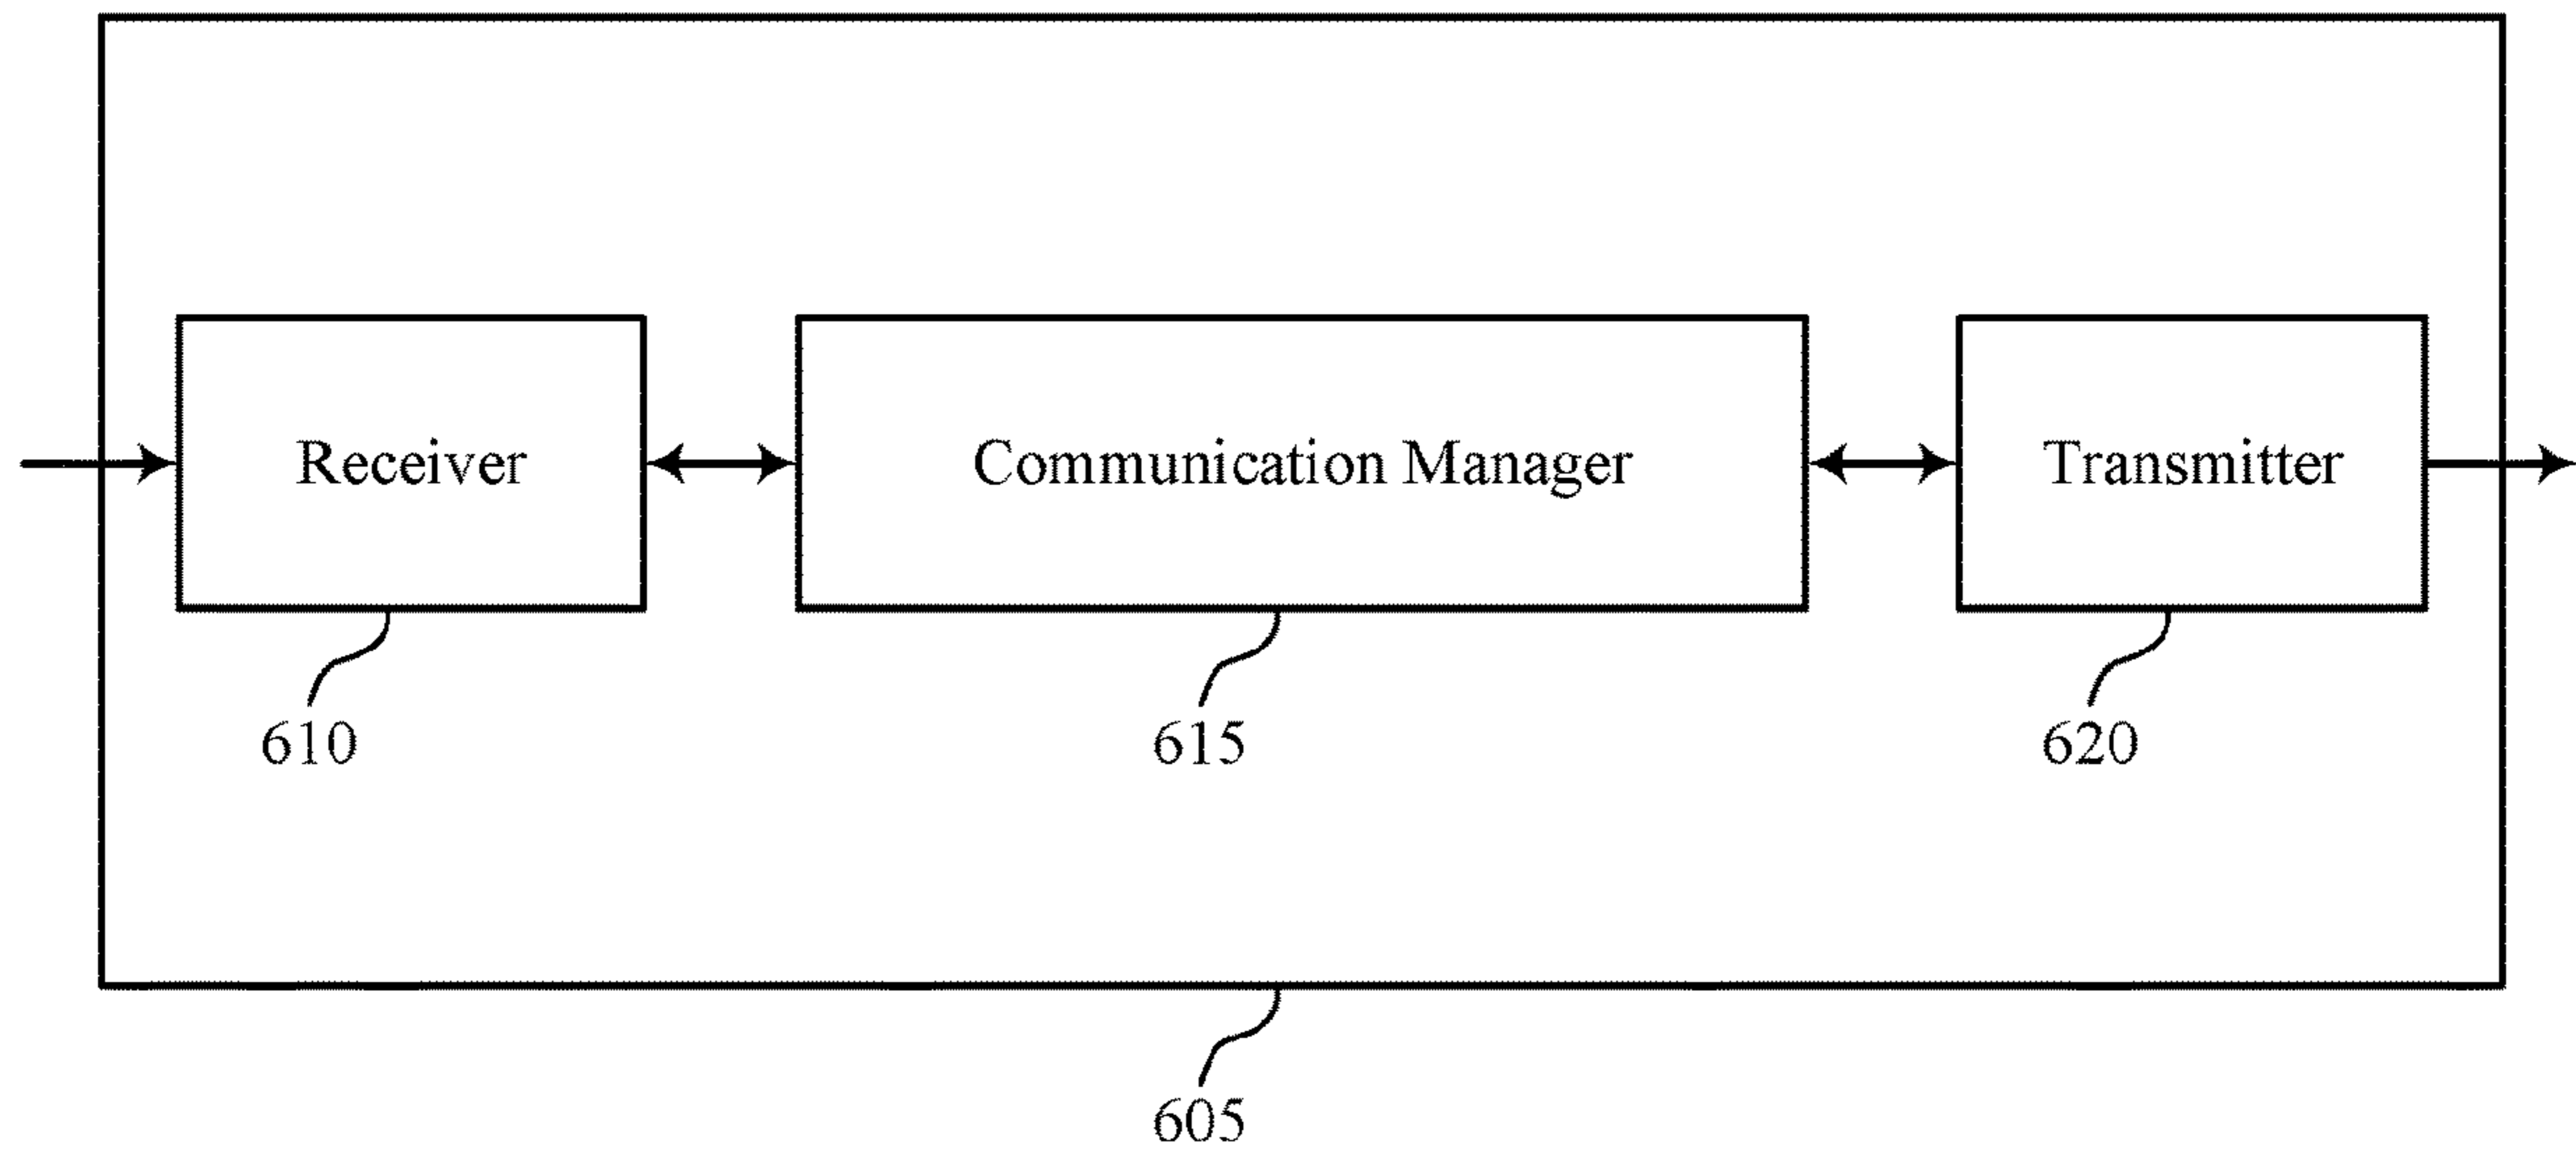 Receiver
Communication Manager
Transmitter
610
615
620
605